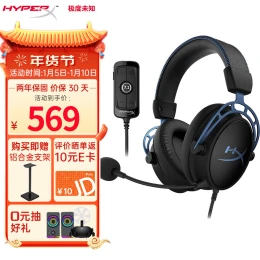 HYPERX 极度未知
年货节
活动时间:1月5日-1月10日
两年保固 价保 30 天
活动到手价:
¥569
购买即赠
铝合金支架
评价晒单返
10元E卡
¥10
JD
0元抽
好礼